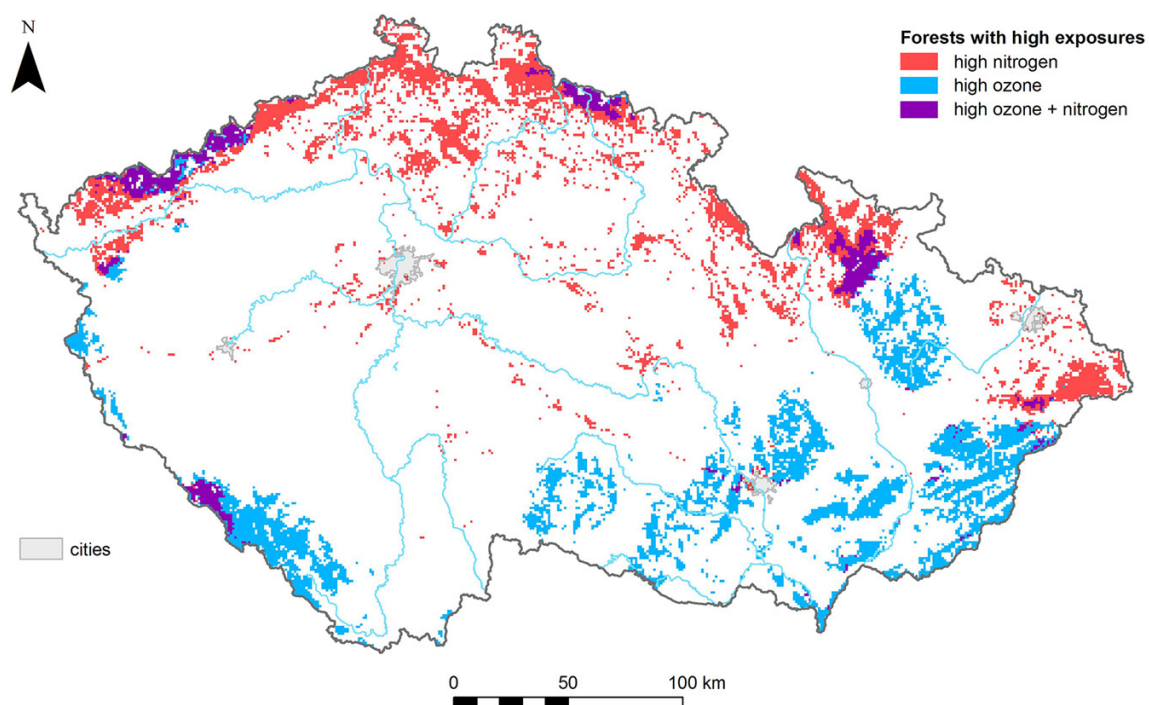 N
Forests with high exposures
high nitrogen
high ozone
high ozone + nitrogen
cities
0 50 100 km